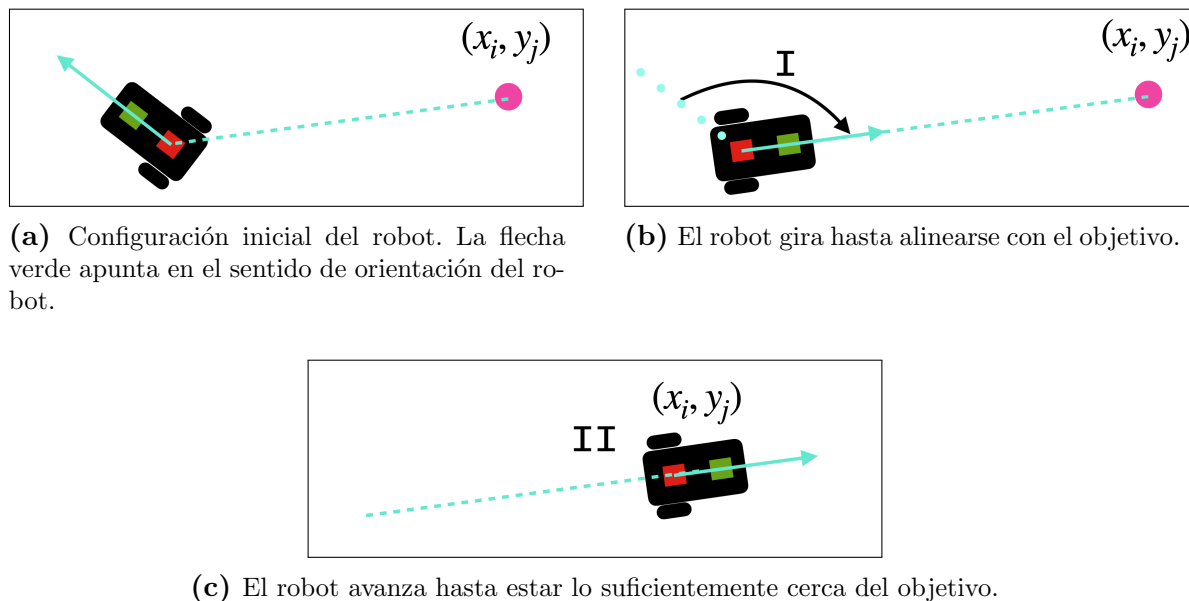 (x_i, y_j)
(x_i, y_j)
I
(a) Configuración inicial del robot. La flecha
verde apunta en el sentido de orientación del ro-
bot.
(b) El robot gira hasta alinearse con el objetivo.
(x_i, y_j)
II
(c) El robot avanza hasta estar lo suficientemente cerca del objetivo.